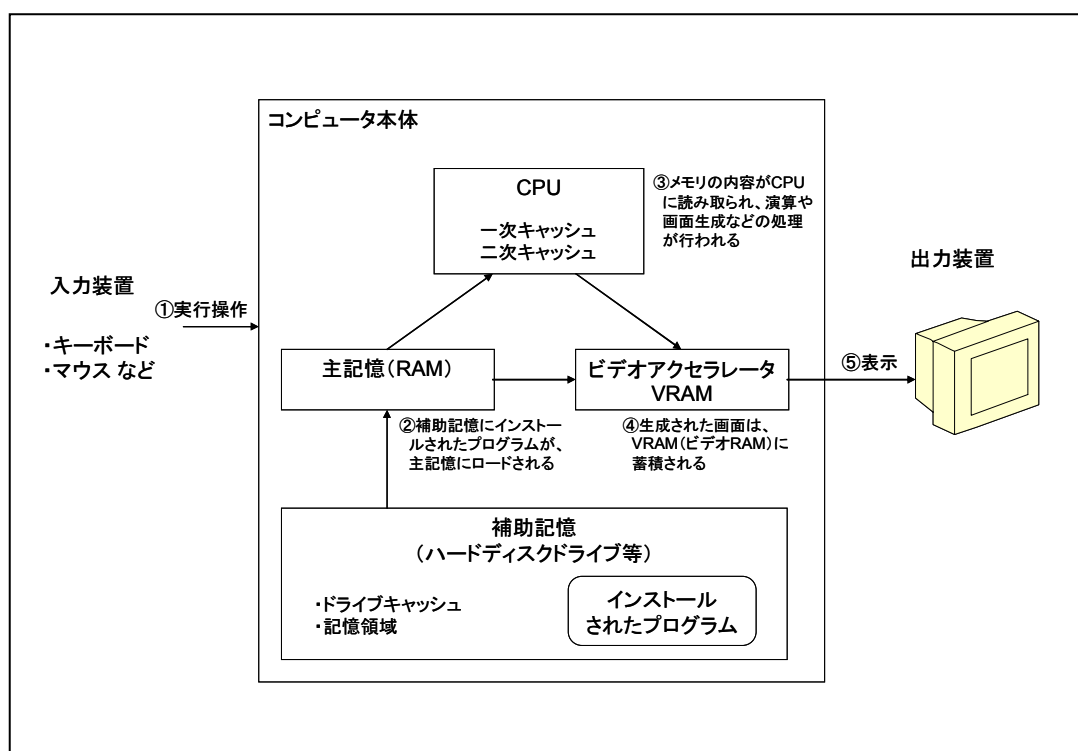 コンピュータ本体
CPU
一次キャッシュ
二次キャッシュ
③メモリの内容がCPU
に読み取られ、演算や
画面生成などの処理
が行われる
入力装置
①実行操作
・キーボード
・マウス など
出力装置
主記憶(RAM)
ビデオアクセラレータ
VRAM
⑤表示
②補助記憶にインストー
ルされたプログラムが、
主記憶にロードされる
④生成された画面は、
VRAM(ビデオRAM)に
蓄積される
補助記憶
(ハードディスクドライブ等)
・ドライブキャッシュ
・記憶領域
インストール
されたプログラム